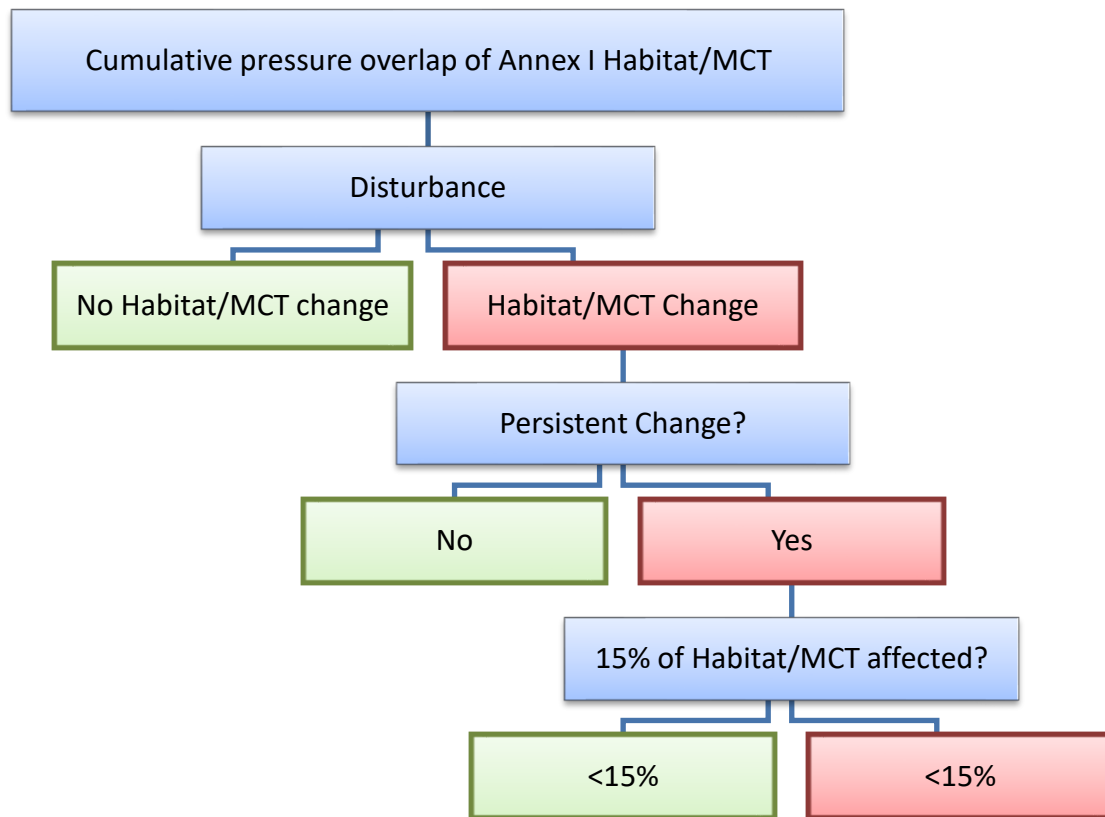 Cumulative pressure overlap of Annex I Habitat/MCT
Disturbance
No Habitat/MCT change
Habitat/MCT Change
Persistent Change?
No
Yes
15% of Habitat/MCT affected?
<15%
<15%